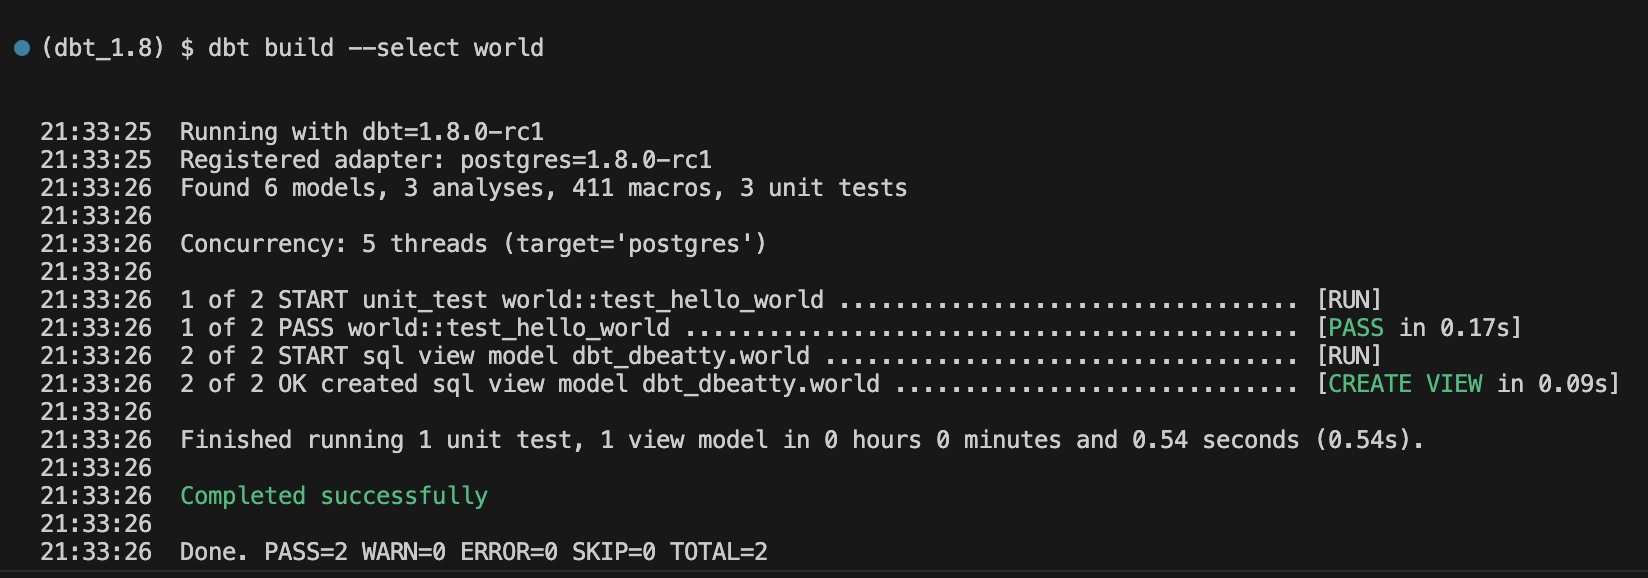 (dbt_1.8) $ dbt build --select world
21:33:25  Running with dbt=1.8.0-rc1
21:33:25  Registered adapter: postgres=1.8.0-rc1
21:33:26  Found 6 models, 3 analyses, 411 macros, 3 unit tests
21:33:26
21:33:26  Concurrency: 5 threads (target='postgres')
21:33:26
21:33:26  1 of 2 START unit_test world::test_hello_world ................................. [RUN]
21:33:26  1 of 2 PASS world::test_hello_world ............................................ [PASS in 0.17s]
21:33:26  2 of 2 START sql view model dbt_dbeatty.world .................................. [RUN]
21:33:26  2 of 2 OK created sql view model dbt_dbeatty.world ............................. [CREATE VIEW in 0.09s]
21:33:26
21:33:26  Finished running 1 unit test, 1 view model in 0 hours 0 minutes and 0.54 seconds (0.54s).
21:33:26
21:33:26  Completed successfully
21:33:26
21:33:26  Done. PASS=2 WARN=0 ERROR=0 SKIP=0 TOTAL=2